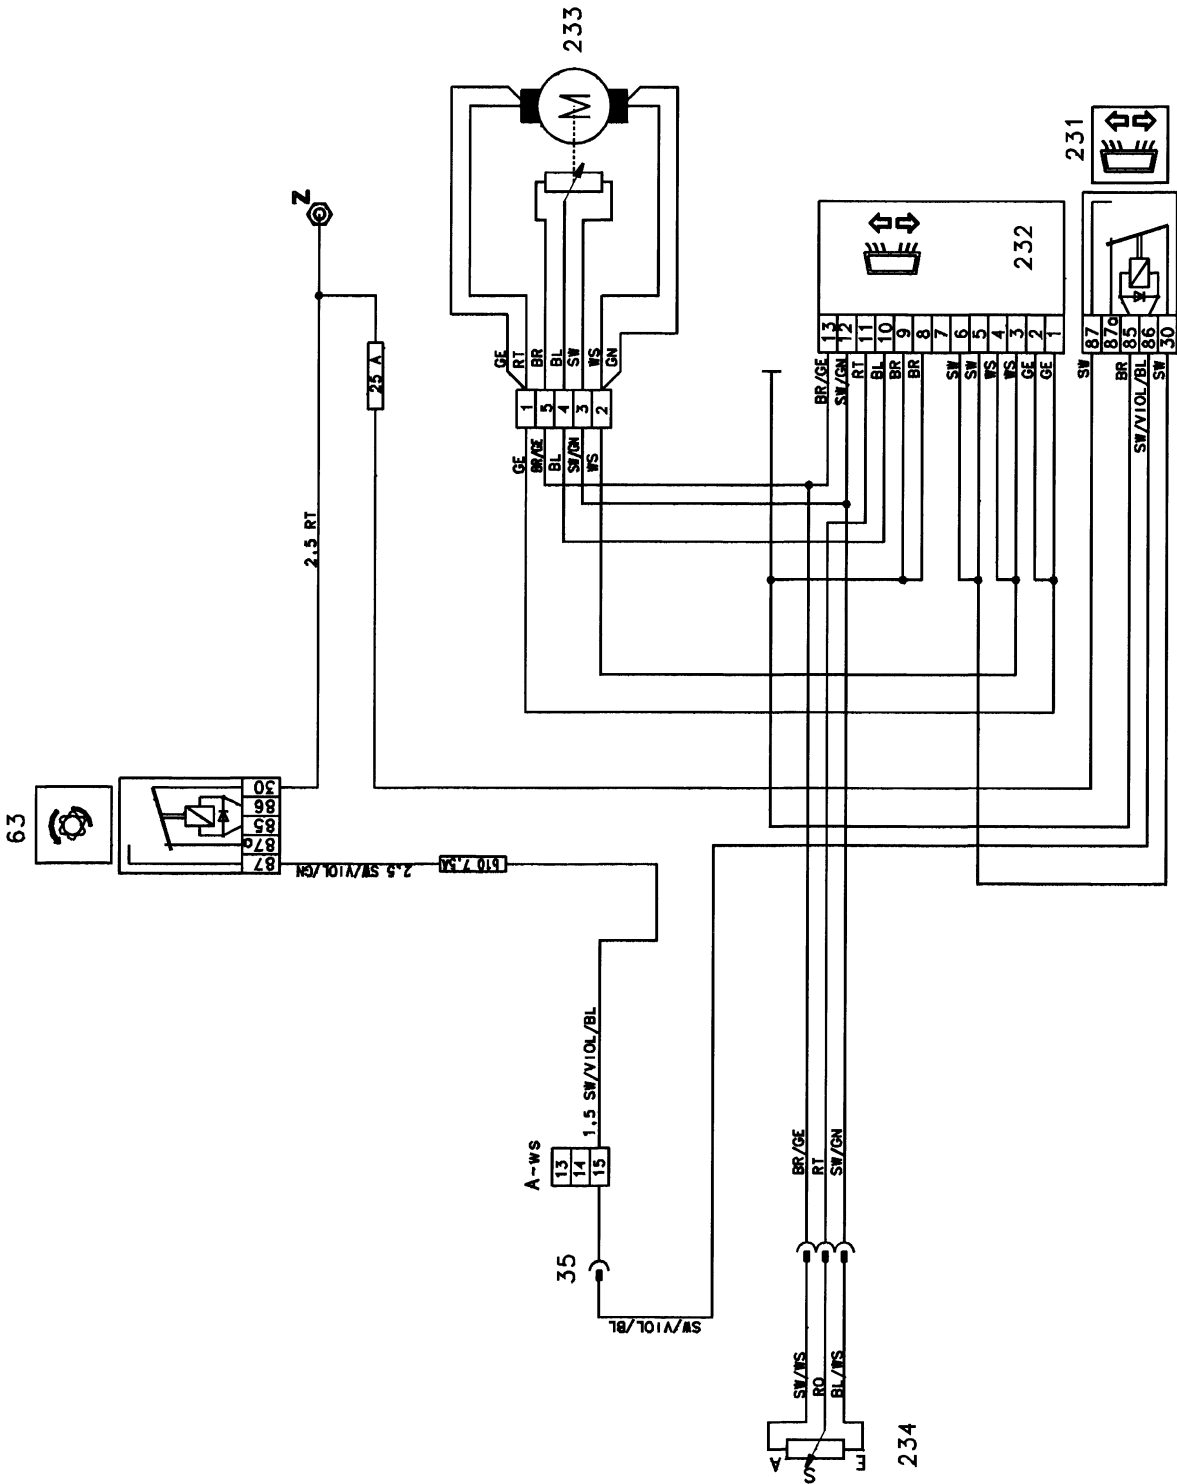 63
30
86
85
87a
87
2.5 SW/VIOL/GN
b10 7.5A
2.5 RT
Z
25 A
233
M
GE
RT
BR
BL
SW
WS
GN
1
5
4
3
2
GE
BR/GE
BL
SW/GN
WS
231
232
13
12
11
10
9
8
7
6
5
4
3
2
1
BR/GE
SW/GN
RT
BL
BR
BR
SW
SW
WS
WS
GE
GE
87
87a
85
86
30
SW
BR
SW/VIOL/BL
SW
1.5 SW/VIOL/BL
A-ws
13
14
15
35
SW/VIOL/BL
BR/GE
RT
SW/GN
SW/WS
RO
BL/WS
A
S
E
234